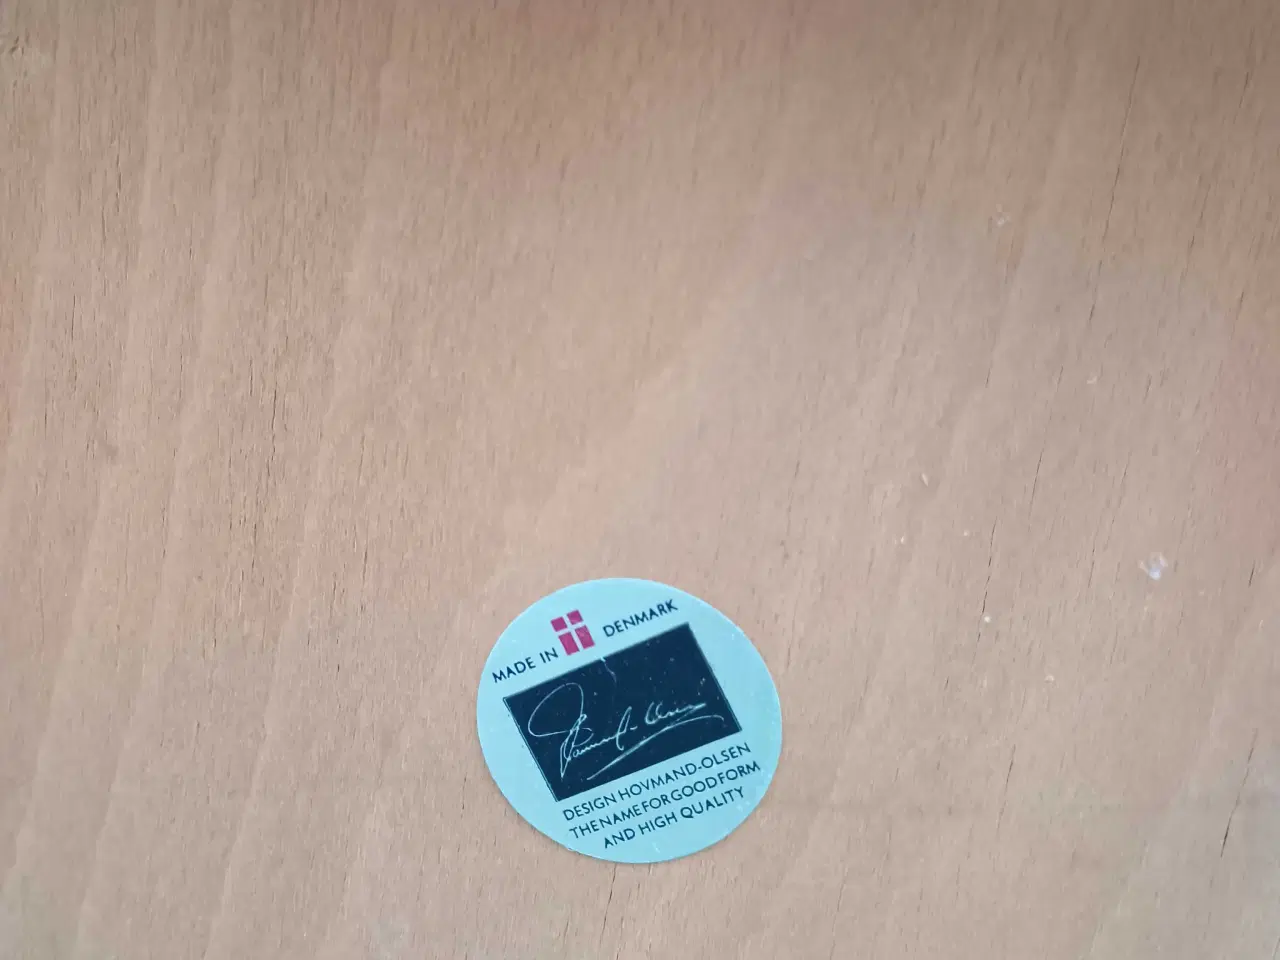 MADE IN DENMARK
DESIGN HOVMAND-OLSEN
THE NAME FOR GOOD FORM
AND HIGH QUALITY